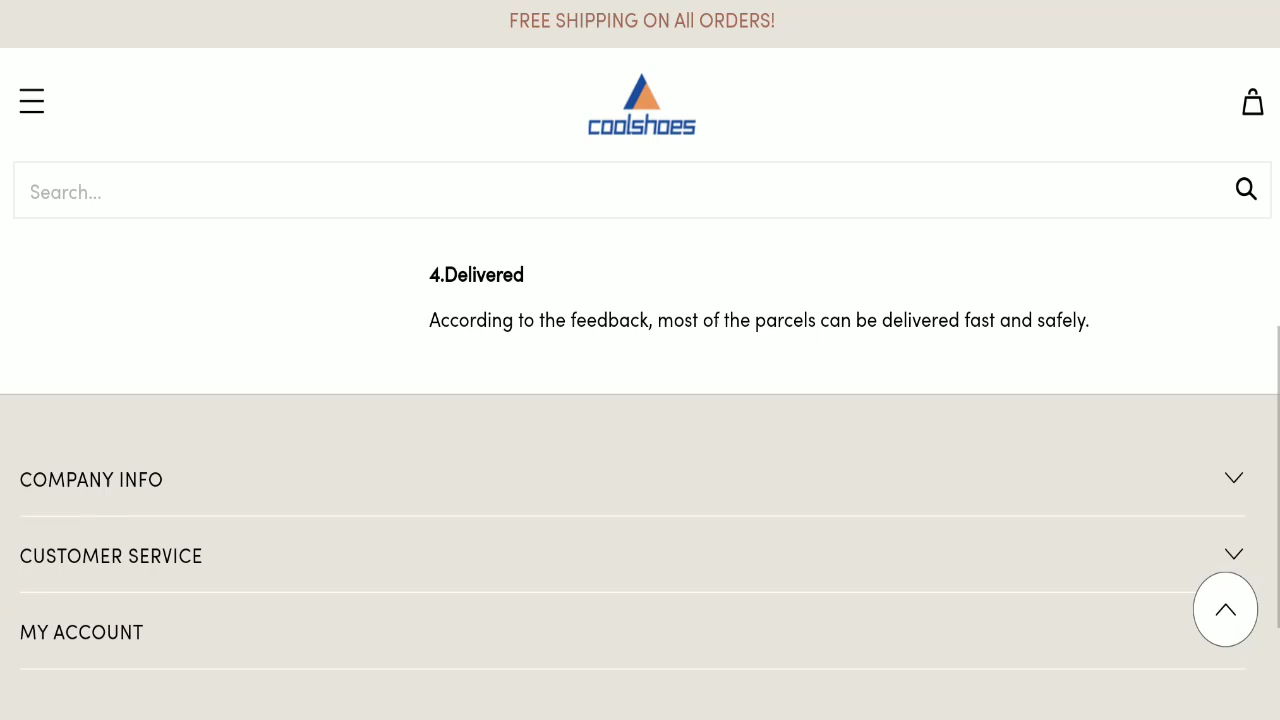 FREE SHIPPING ON All ORDERS!
coolshoes
Search...
4.Delivered
According to the feedback, most of the parcels can be delivered fast and safely.
COMPANY INFO
CUSTOMER SERVICE
MY ACCOUNT